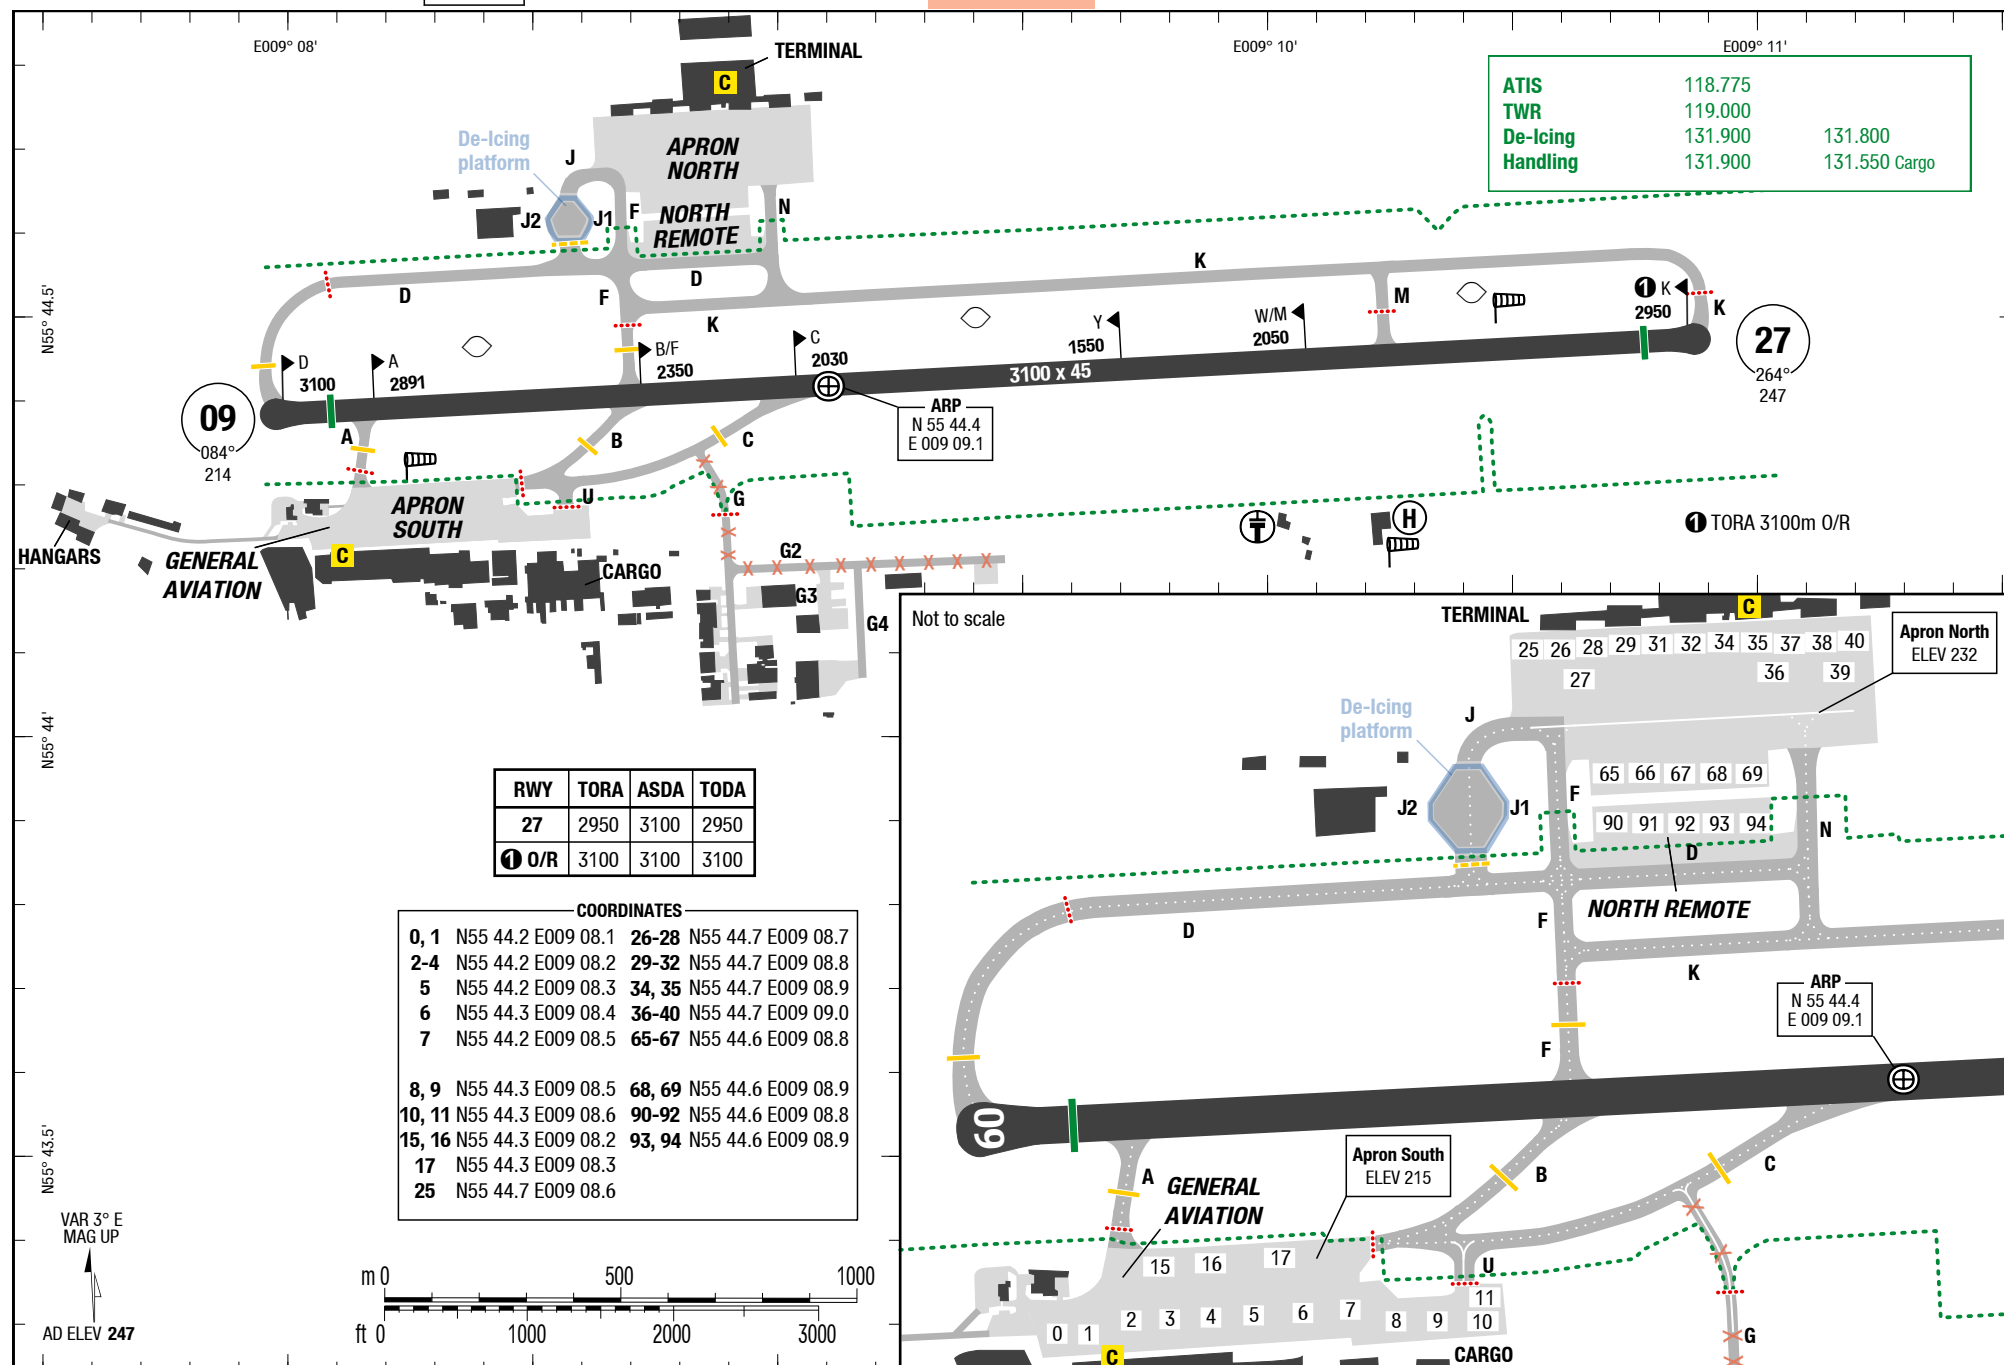 E009° 08'
E009° 10'
E009° 11'
TERMINAL
C
ATIS 118.775
TWR 119.000
De-Icing 131.900 131.800
Handling 131.900 131.550 Cargo
De-Icing
platform
J
APRON
NORTH
J2
J1
F
NORTH
REMOTE
N
D
D
F
K
K
M
N55° 44.5'
D
3100
A
2891
B/F
2350
C
2030
Y
1550
W/M
2050
1 K
2950
K
3100 x 45
09
084°
214
27
264°
247
ARP
N 55 44.4
E 009 09.1
A
B
C
U
G
APRON
SOUTH
HANGARS
GENERAL
AVIATION
C
CARGO
G2
G3
G4
T
H
1 TORA 3100m O/R
N55° 44'
RWY TORA ASDA TODA
27 2950 3100 2950
1 O/R 3100 3100 3100
COORDINATES
0, 1 N55 44.2 E009 08.1 26-28 N55 44.7 E009 08.7
2-4 N55 44.2 E009 08.2 29-32 N55 44.7 E009 08.8
5 N55 44.2 E009 08.3 34, 35 N55 44.7 E009 08.9
6 N55 44.3 E009 08.4 36-40 N55 44.7 E009 09.0
7 N55 44.2 E009 08.5 65-67 N55 44.6 E009 08.8
8, 9 N55 44.3 E009 08.5 68, 69 N55 44.6 E009 08.9
10, 11 N55 44.3 E009 08.6 90-92 N55 44.6 E009 08.8
15, 16 N55 44.3 E009 08.2 93, 94 N55 44.6 E009 08.9
17 N55 44.3 E009 08.3
25 N55 44.7 E009 08.6
N55° 43.5'
VAR 3° E
MAG UP
AD ELEV 247
m 0 500 1000
ft 0 1000 2000 3000
Not to scale
TERMINAL
C
25 26 28 29 31 32 34 35 37 38 40
27 36 39
Apron North
ELEV 232
De-Icing
platform
J
J2
J1
F
65 66 67 68 69
90 91 92 93 94
N
D
D
NORTH REMOTE
F
K
F
ARP
N 55 44.4
E 009 09.1
09
A
B
C
GENERAL
AVIATION
Apron South
ELEV 215
15 16 17
U
11
0 1 2 3 4 5 6 7 8 9 10
G
C
CARGO